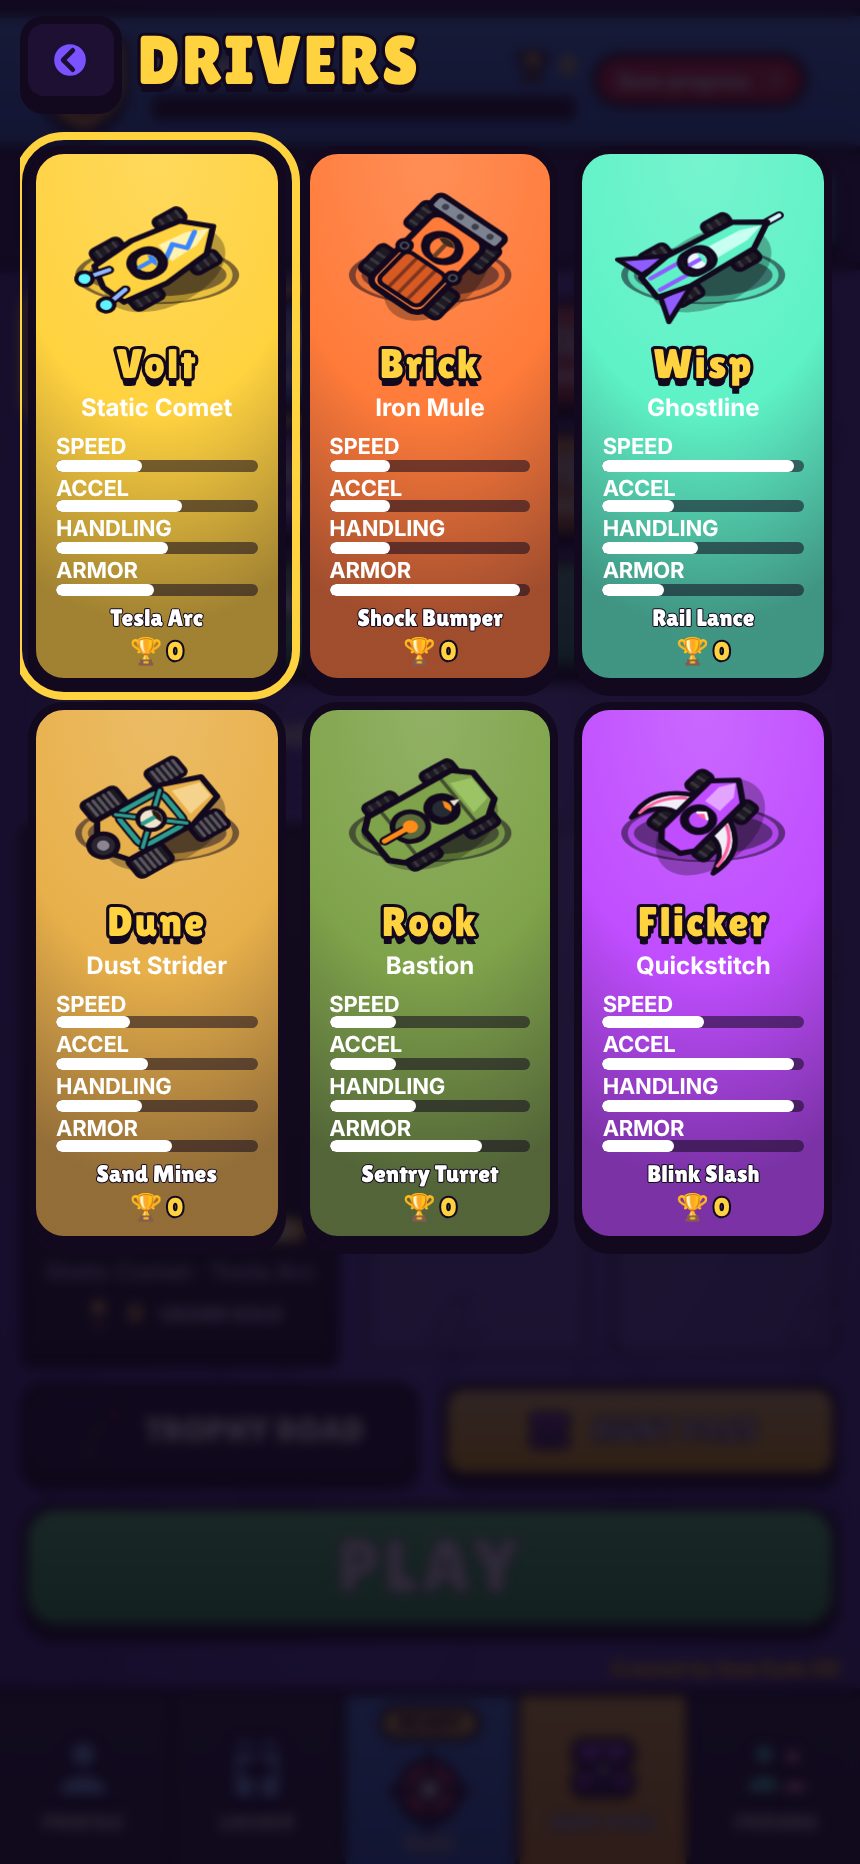 DRIVERS
Volt
Static Comet
SPEED
ACCEL
HANDLING
ARMOR
Tesla Arc
🏆 0
Brick
Iron Mule
SPEED
ACCEL
HANDLING
ARMOR
Shock Bumper
🏆 0
Wisp
Ghostline
SPEED
ACCEL
HANDLING
ARMOR
Rail Lance
🏆 0
Dune
Dust Strider
SPEED
ACCEL
HANDLING
ARMOR
Sand Mines
🏆 0
Rook
Bastion
SPEED
ACCEL
HANDLING
ARMOR
Sentry Turret
🏆 0
Flicker
Quickstitch
SPEED
ACCEL
HANDLING
ARMOR
Blink Slash
🏆 0
TROPHY ROAD
PLAY